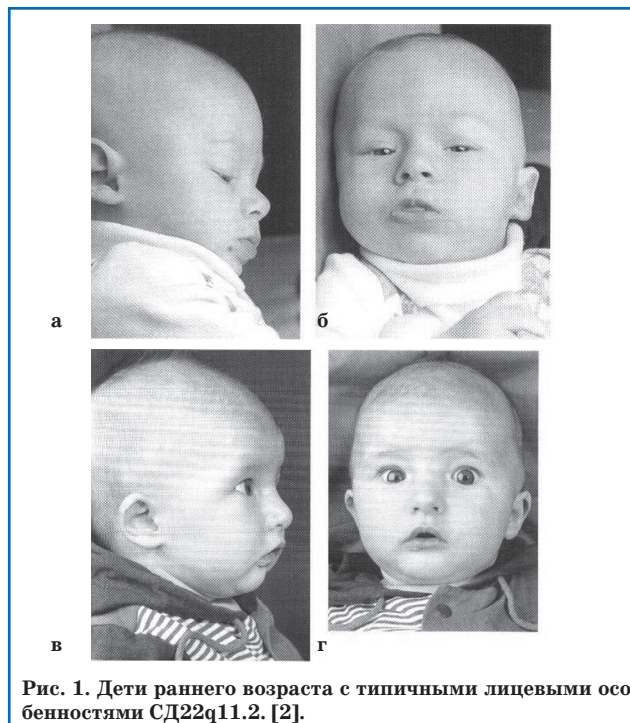 а
б
в
г
Рис. 1. Дети раннего возраста с типичными лицевыми осо
бенностями СД22q11.2. [2].